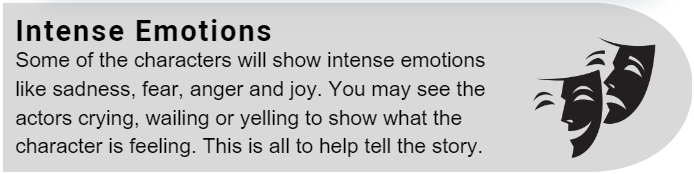 Intense Emotions
Some of the characters will show intense emotions
like sadness, fear, anger and joy. You may see the
actors crying, wailing or yelling to show what the
character is feeling. This is all to help tell the story.